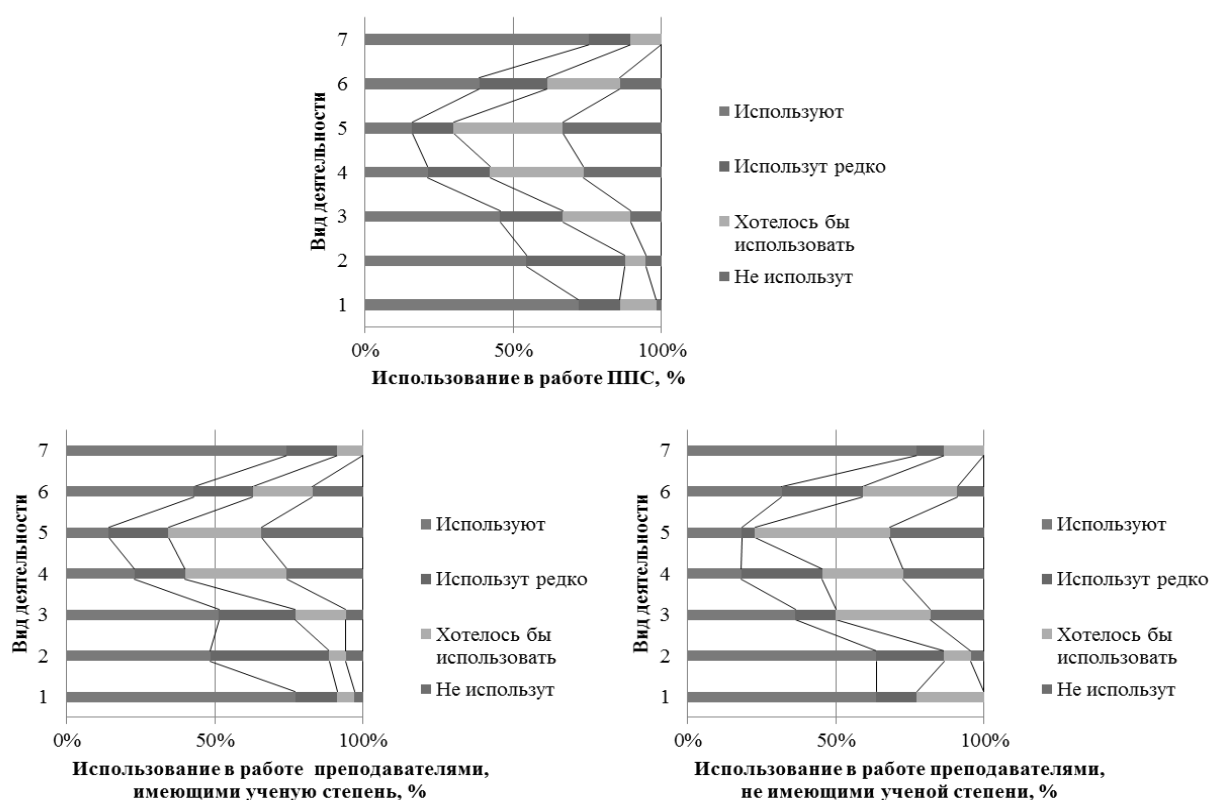 7
6
5
4
3
2
1
Вид деятельности
0% 50% 100%
Использование в работе ППС, %
Используют
Использут редко
Хотелось бы
использовать
Не использут
7
6
5
4
3
2
1
Вид деятельности
0% 50% 100%
Использование в работе преподавателями,
имеющими ученую степень, %
Используют
Использут редко
Хотелось бы
использовать
Не использут
7
6
5
4
3
2
1
Вид деятельности
0% 50% 100%
Использование в работе преподавателями,
не имеющими ученой степени, %
Используют
Использут редко
Хотелось бы
использовать
Не использут